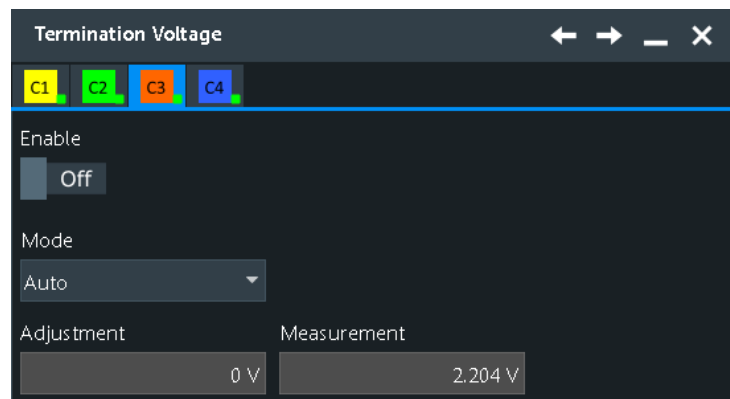 Termination Voltage
C1 C2 C3 C4
Enable
Off
Mode
Auto
Adjustment Measurement
0 V 2.204 V